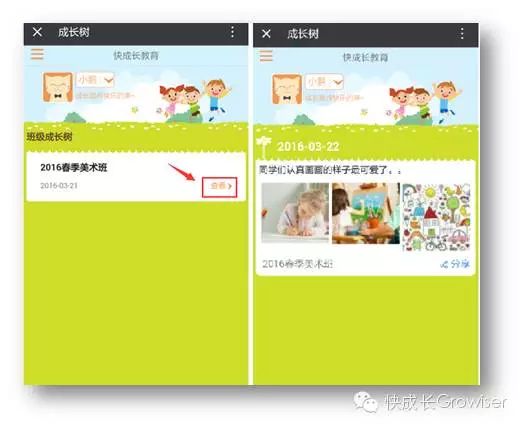 成长树
快成长教育
小鹏
班级成长树
2016春季美术班
2016-03-21
查看
成长树
快成长教育
小鹏
2016-03-22
同学们认真画画的样子最可爱了。。
2016春季美术班
分享
快成长Growiser